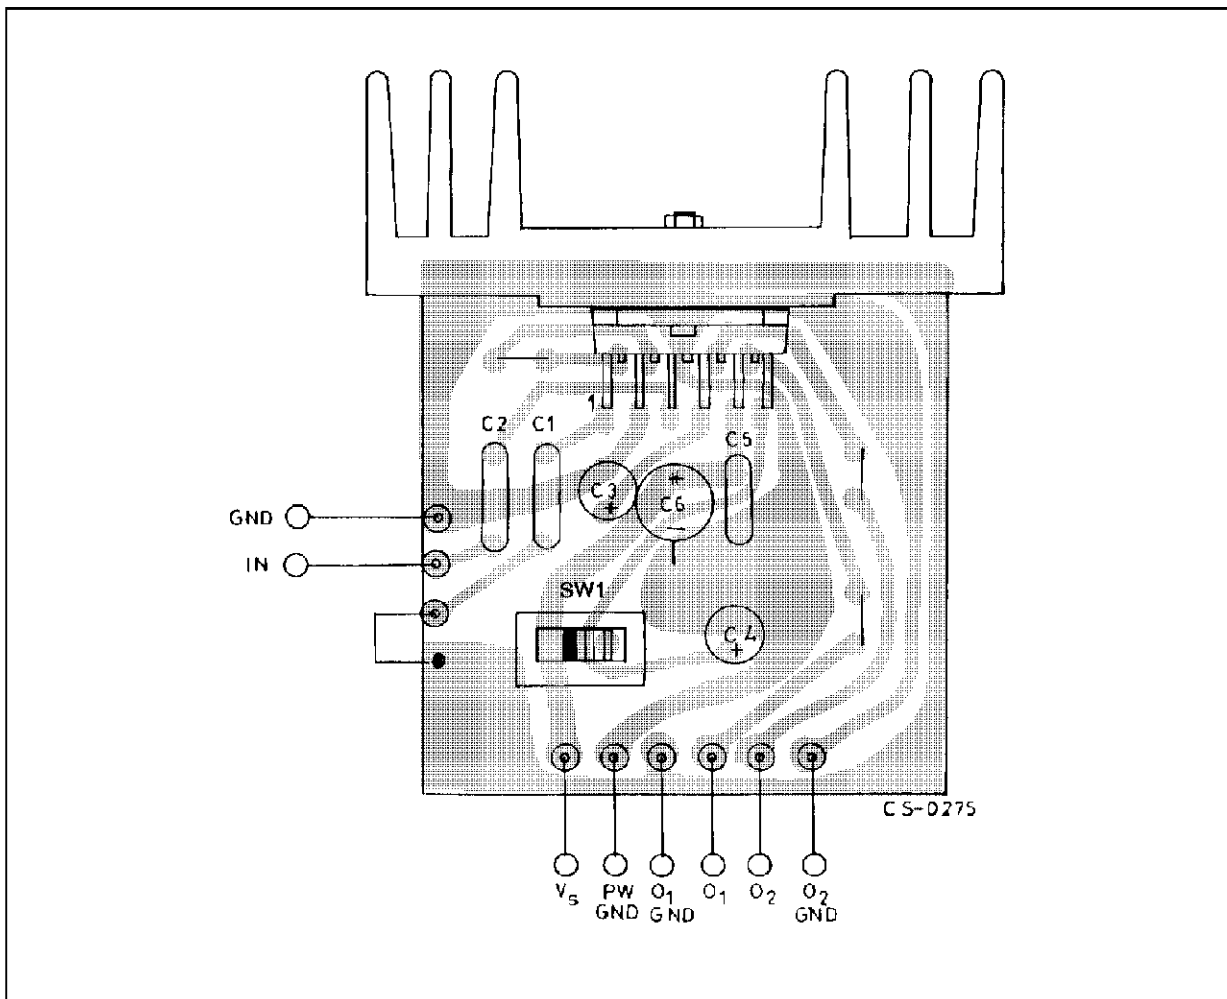 1
C2
C1
C5
C3
+
+
C6
GND
IN
SW1
C4
+
CS-0275
Vs
PW GND
O1 GND
O1
O2
O2 GND